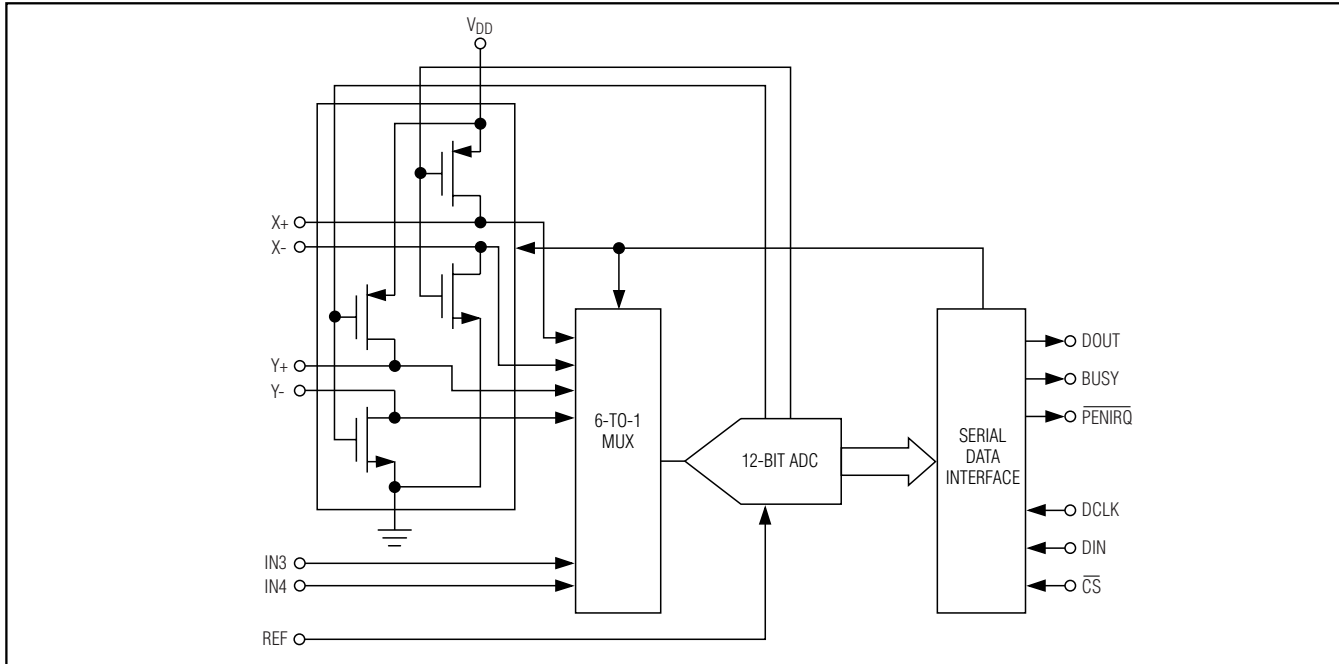 VDD
X+
X-
Y+
Y-
IN3
IN4
REF
6-TO-1
MUX
12-BIT ADC
SERIAL
DATA
INTERFACE
DOUT
BUSY
PENIRQ
DCLK
DIN
CS